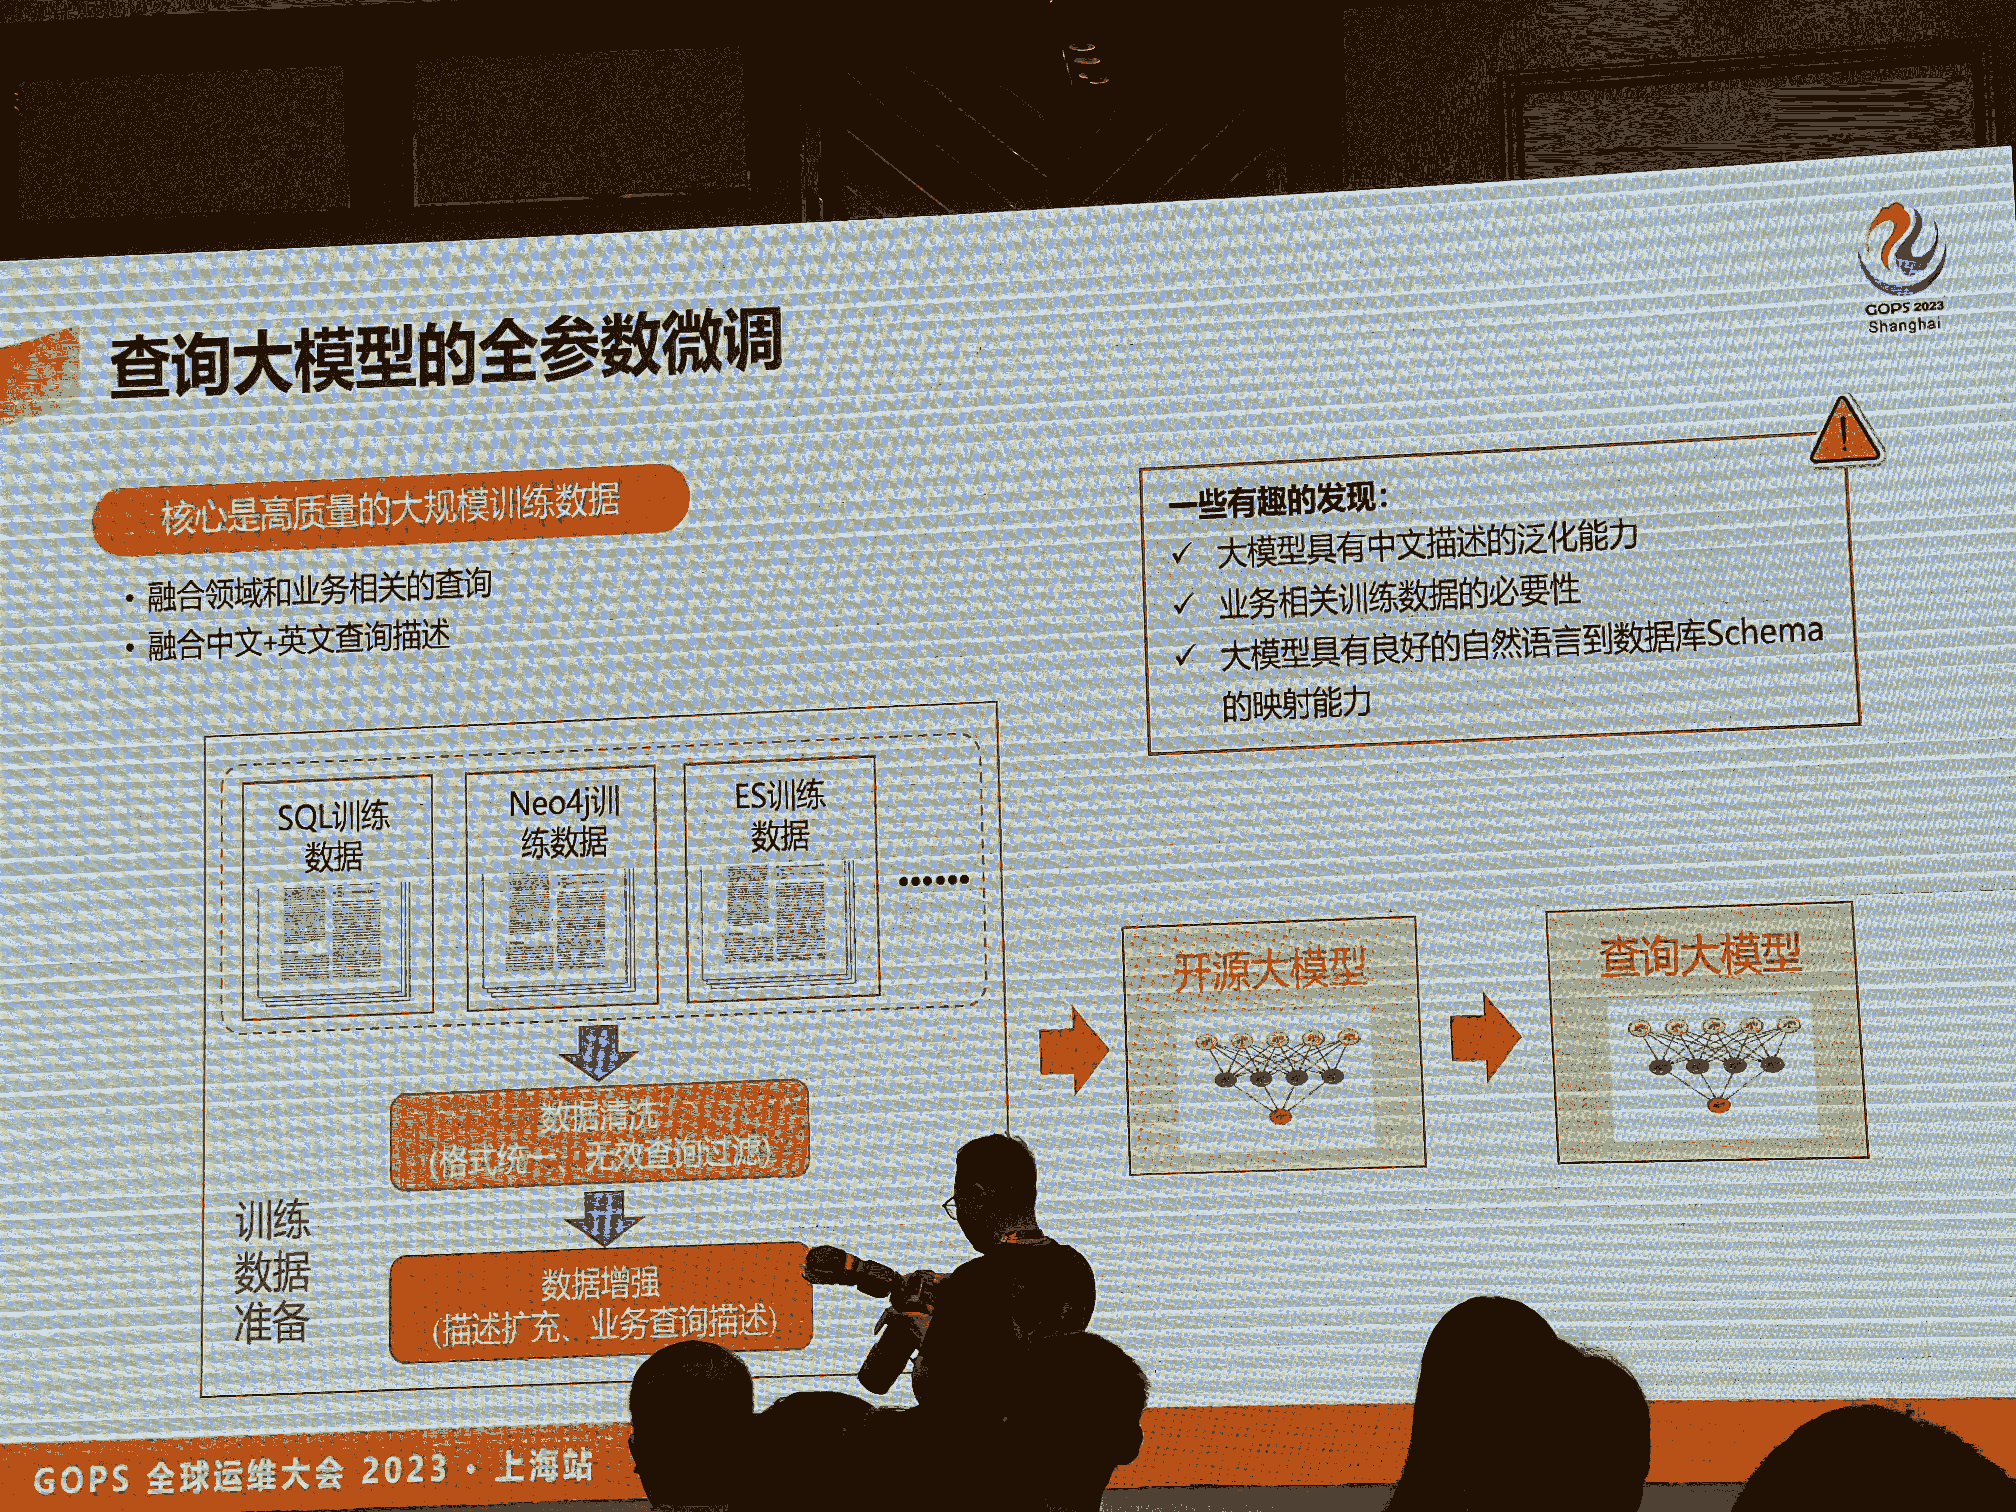 GOPS 2023
Shanghai
查询大模型的全参数微调
核心是高质量的大规模训练数据
• 融合领域和业务相关的查询
• 融合中文+英文查询描述
一些有趣的发现：
✓ 大模型具有中文描述的泛化能力
✓ 业务相关训练数据的必要性
✓ 大模型具有良好的自然语言到数据库Schema
的映射能力
SQL训练
数据
Neo4j训
练数据
ES训练
数据
••••••
数据清洗
(格式统一，无效查询过滤)
数据增强
(描述扩充、业务查询描述)
训练
数据
准备
开源大模型
查询大模型
GOPS 全球运维大会 2023 · 上海站